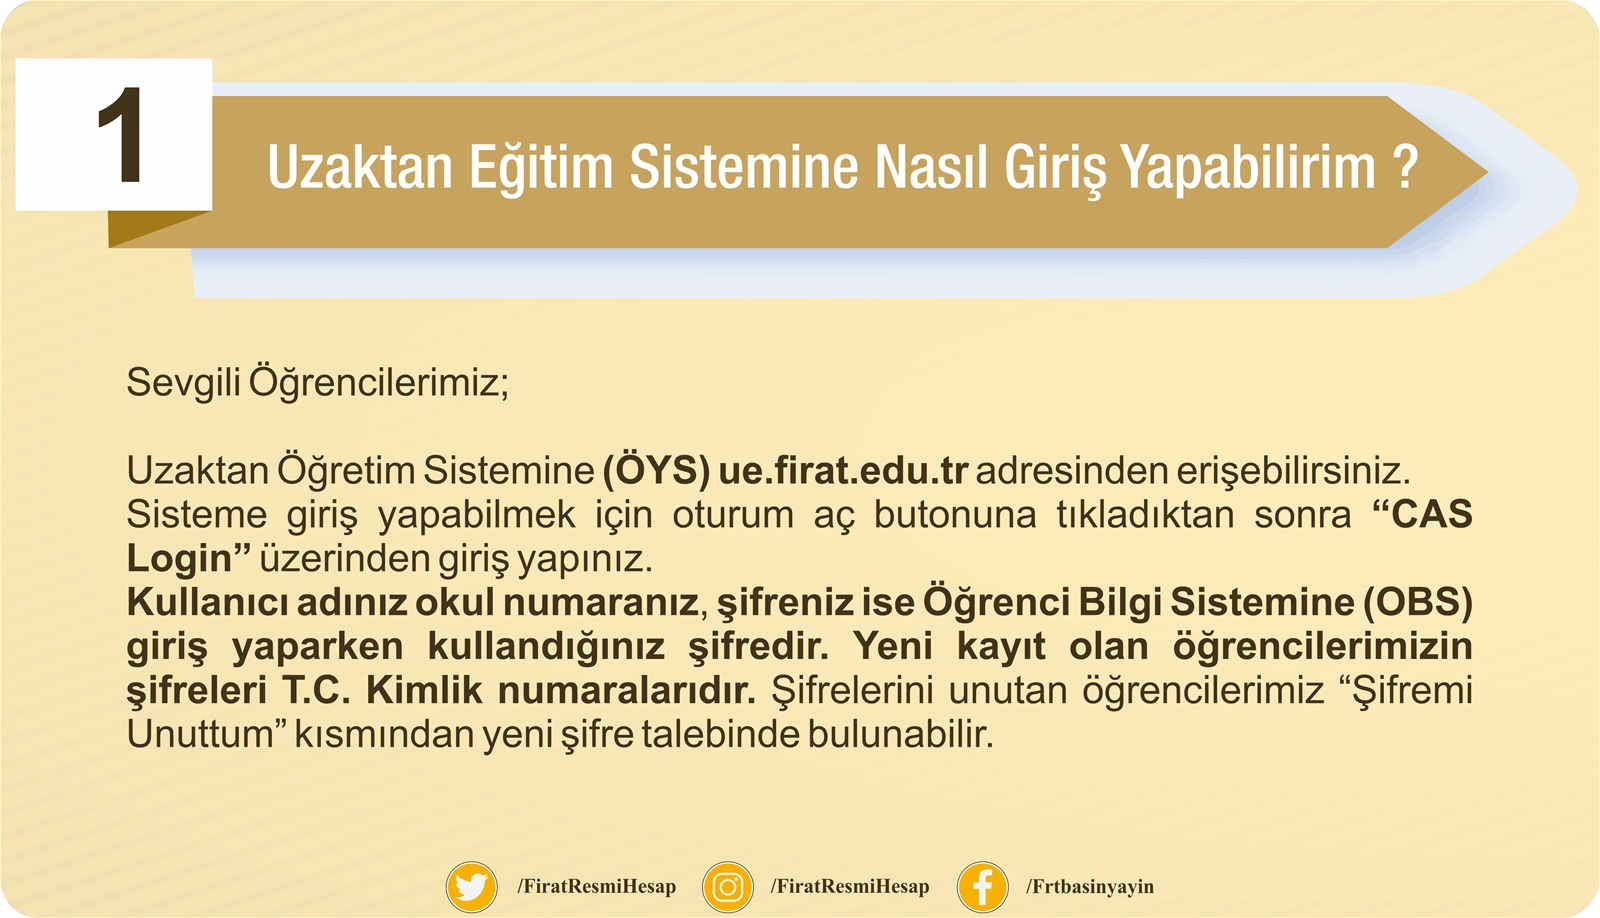 1
Uzaktan Eğitim Sistemine Nasıl Giriş Yapabilirim ?
Sevgili Öğrencilerimiz;
Uzaktan Öğretim Sistemine (ÖYS) ue.firat.edu.tr adresinden erişebilirsiniz.
Sisteme giriş yapabilmek için oturum aç butonuna tıkladıktan sonra “CAS
Login” üzerinden giriş yapınız.
Kullanıcı adınız okul numaranız, şifreniz ise Öğrenci Bilgi Sistemine (OBS)
giriş yaparken kullandığınız şifredir. Yeni kayıt olan öğrencilerimizin
şifreleri T.C. Kimlik numaralarıdır. Şifrelerini unutan öğrencilerimiz “Şifremi
Unuttum” kısmından yeni şifre talebinde bulunabilir.
/FiratResmiHesap /FiratResmiHesap /Frtbasinyayin